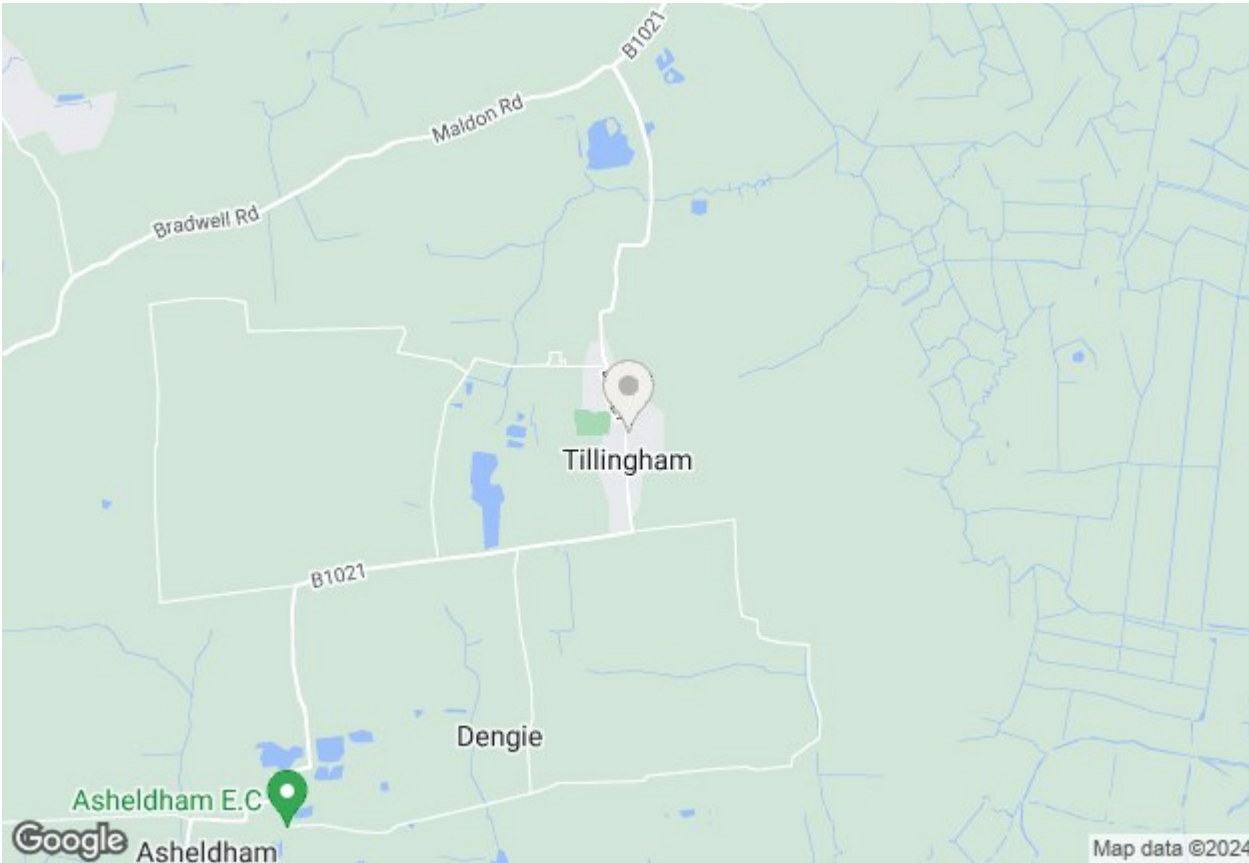 B1021
Maldon Rd
Bradwell Rd
Tillingham
B1021
Dengie
Asheldham E.C
Asheldham
Google
Map data ©2024